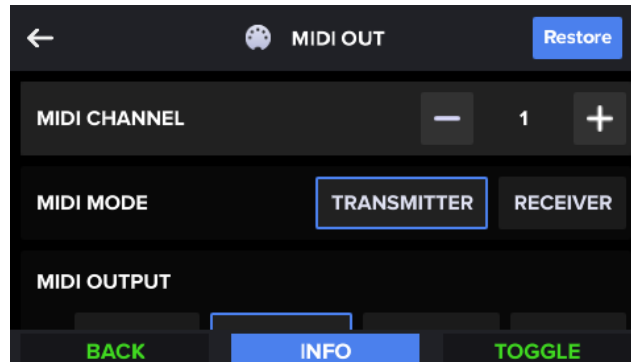 MIDI OUT
Restore
MIDI CHANNEL
1
MIDI MODE
TRANSMITTER
RECEIVER
MIDI OUTPUT
BACK
INFO
TOGGLE